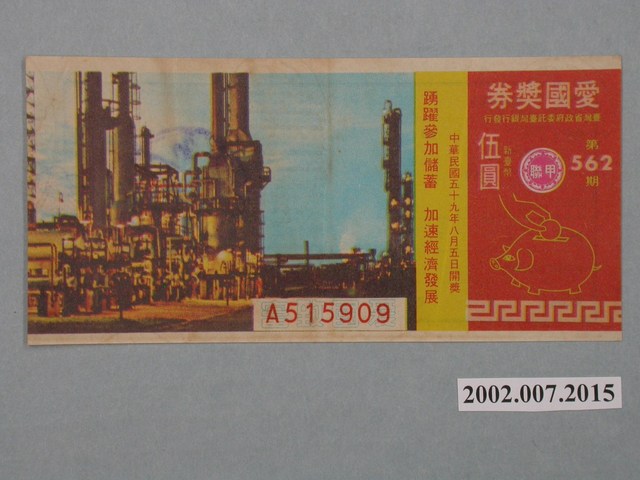 愛國獎券
臺灣省政府委託臺灣銀行發行
第
562
期
甲聯
新臺幣
伍圓
中華民國五十九年八月五日開獎
踴躍參加儲蓄 加速經濟發展
A515909
2002.007.2015